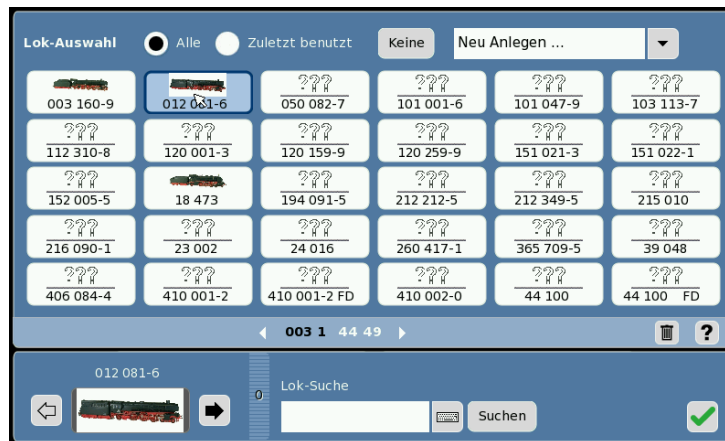 Lok-Auswahl Alle Zuletzt benutzt Keine Neu Anlegen ...
??? ??? ??? ???
003 160-9 012 081-6 050 082-7 101 001-6 101 047-9 103 113-7
??? ??? ??? ??? ??? ???
112 310-8 120 001-3 120 159-9 120 259-9 151 021-3 151 022-1
??? ??? ??? ??? ???
152 005-5 18 473 194 091-5 212 212-5 212 349-5 215 010
??? ??? ??? ??? ??? ???
216 090-1 23 002 24 016 260 417-1 365 709-5 39 048
??? ??? ??? ??? ??? ???
406 084-4 410 001-2 410 001-2 FD 410 002-0 44 100 44 100 FD
003 1 44 49 ?
012 081-6
0
Lok-Suche
Suchen